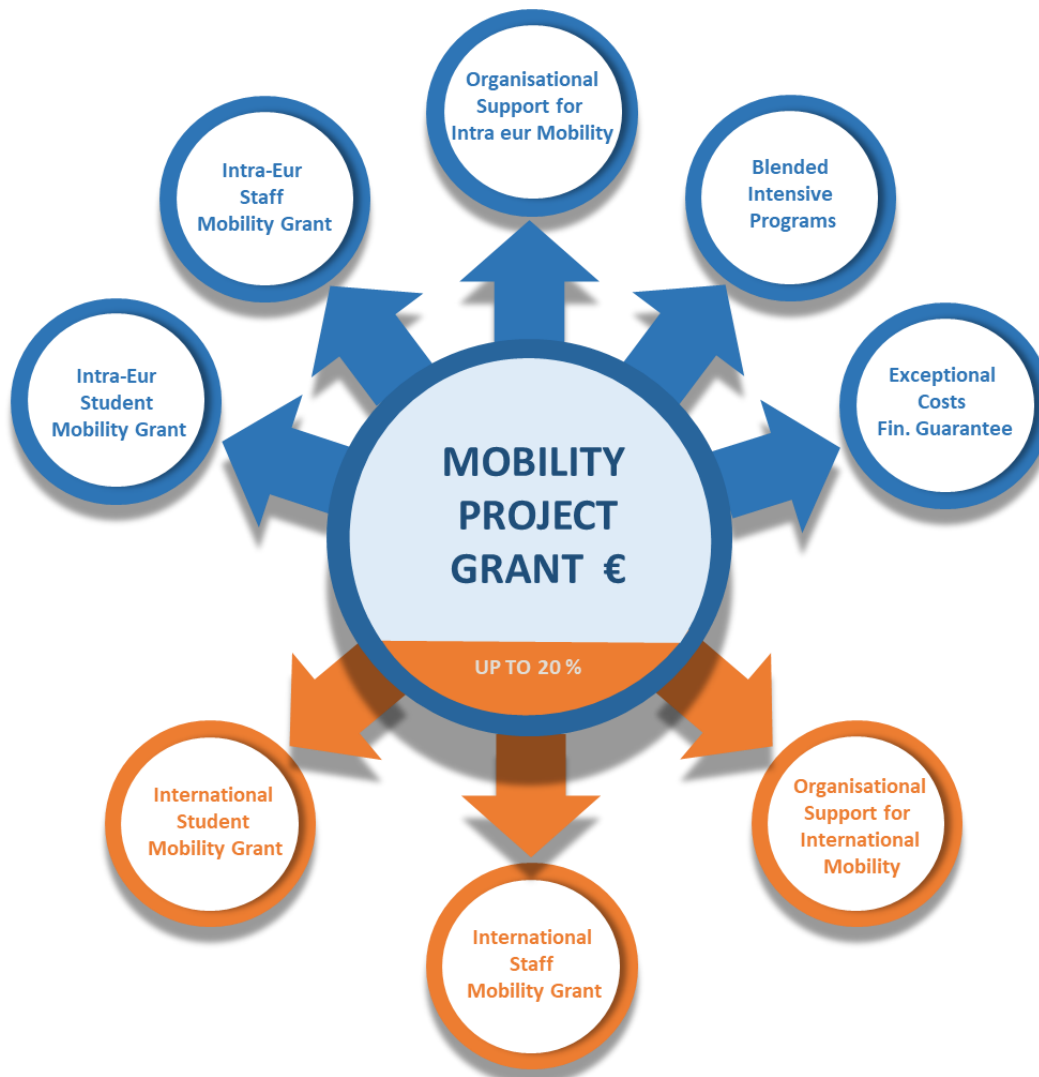 Organisational
Support for
Intra eur Mobility
Intra-Eur
Staff
Mobility Grant
Blended
Intensive
Programs
Intra-Eur
Student
Mobility Grant
Exceptional
Costs
Fin. Guarantee
MOBILITY
PROJECT
GRANT €
UP TO 20 %
International
Student
Mobility Grant
Organisational
Support for
International
Mobility
International
Staff
Mobility Grant